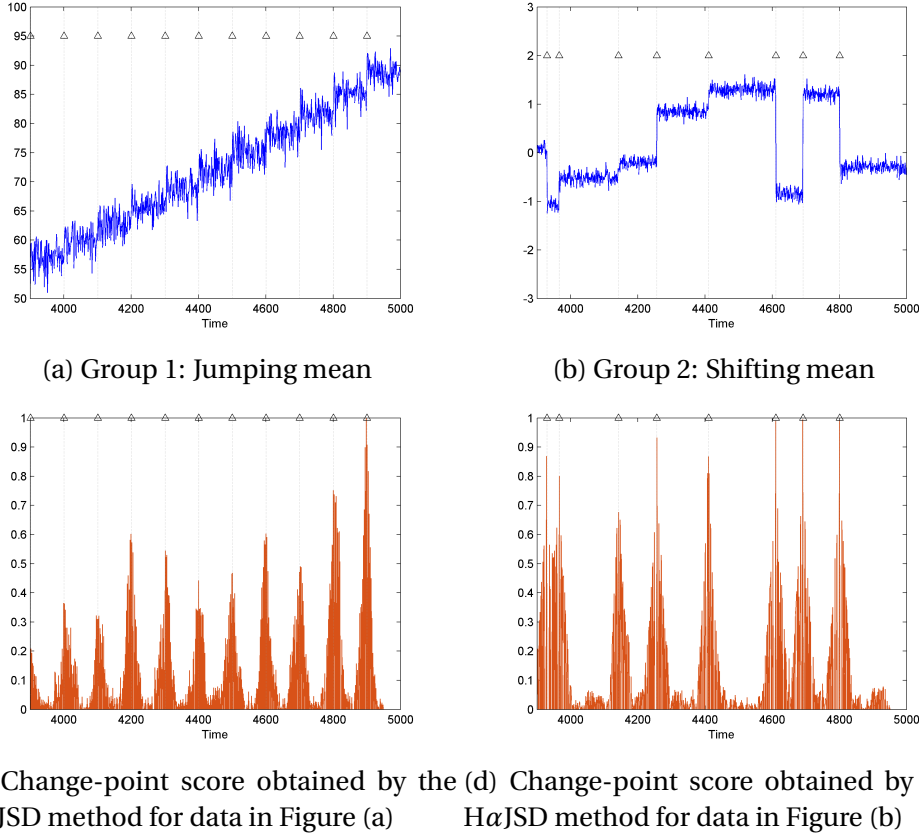 100
95
90
85
80
75
70
65
60
55
50
4000 4200 4400 4600 4800 5000
Time
(a) Group 1: Jumping mean
3
2
1
0
-1
-2
-3
4000 4200 4400 4600 4800 5000
Time
(b) Group 2: Shifting mean
1
0.9
0.8
0.7
0.6
0.5
0.4
0.3
0.2
0.1
0
4000 4200 4400 4600 4800 5000
Time
Change-point score obtained by the
JSD method for data in Figure (a)
1
0.9
0.8
0.7
0.6
0.5
0.4
0.3
0.2
0.1
0
4000 4200 4400 4600 4800 5000
Time
(d) Change-point score obtained by
HαJSD method for data in Figure (b)